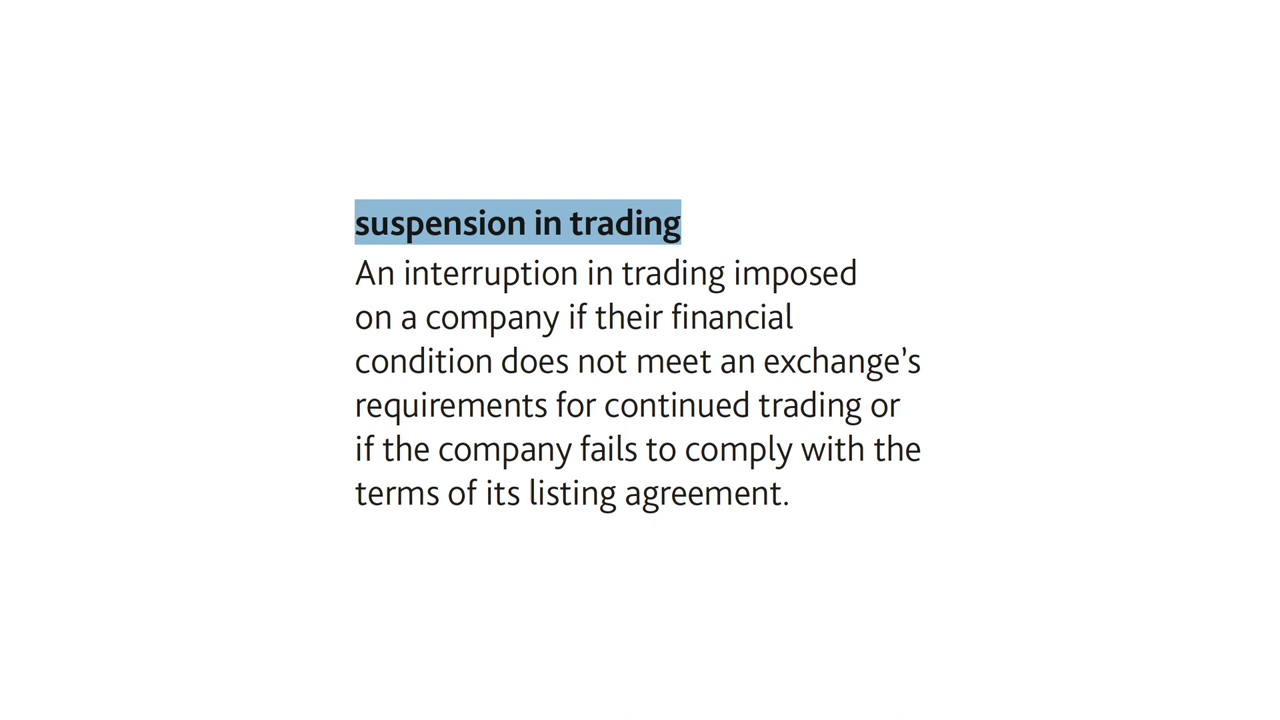 suspension in trading
An interruption in trading imposed
on a company if their financial
condition does not meet an exchange’s
requirements for continued trading or
if the company fails to comply with the
terms of its listing agreement.